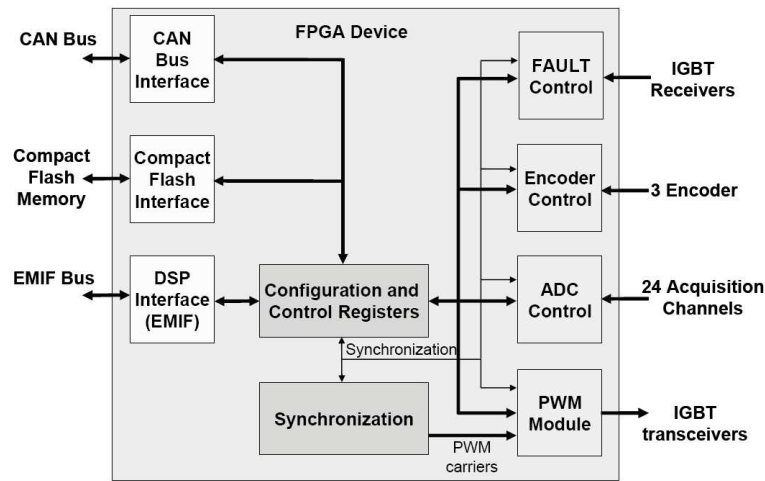 FPGA Device
CAN Bus
CAN
Bus
Interface
Compact
Flash
Memory
Compact
Flash
Interface
EMIF Bus
DSP
Interface
(EMIF)
Configuration and
Control Registers
Synchronization
Synchronization
PWM
carriers
FAULT
Control
IGBT
Receivers
Encoder
Control
3 Encoder
ADC
Control
24 Acquisition
Channels
PWM
Module
IGBT
transceivers